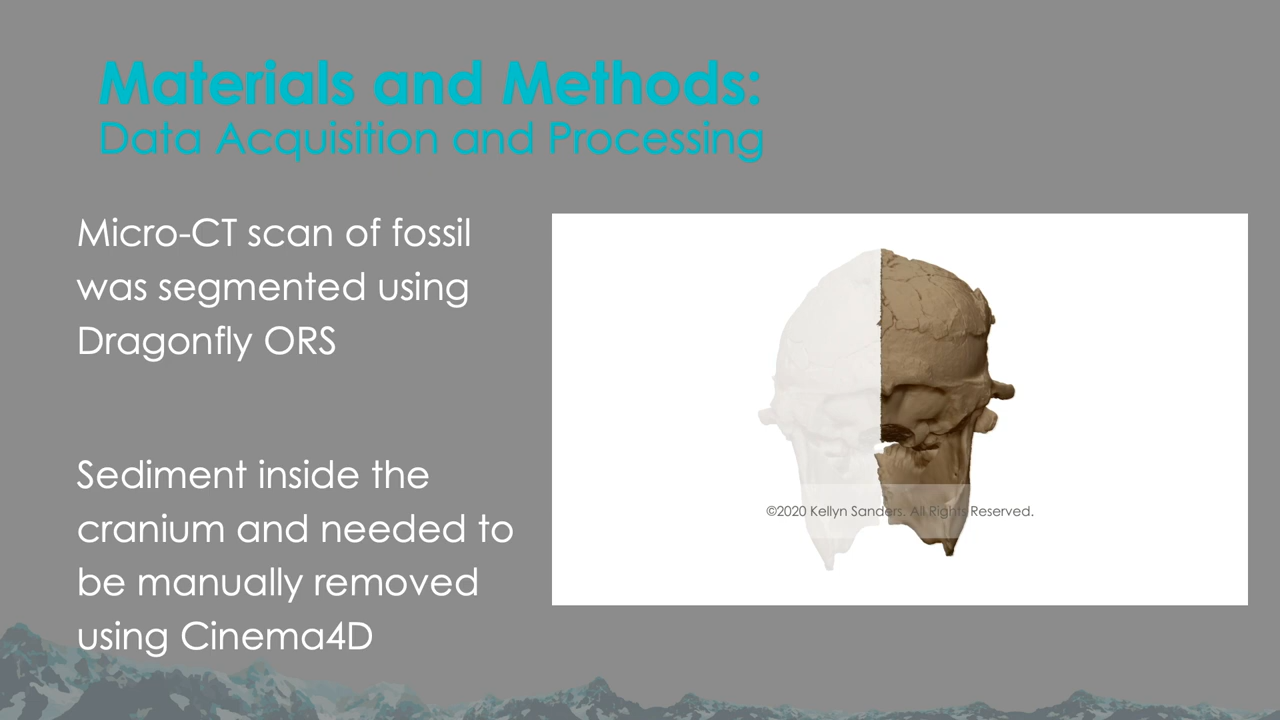 Materials and Methods:
Data Acquisition and Processing
Micro-CT scan of fossil
was segmented using
Dragonfly ORS
Sediment inside the
cranium and needed to
be manually removed
using Cinema4D
©2020 Kellyn Sanders. All Rights Reserved.